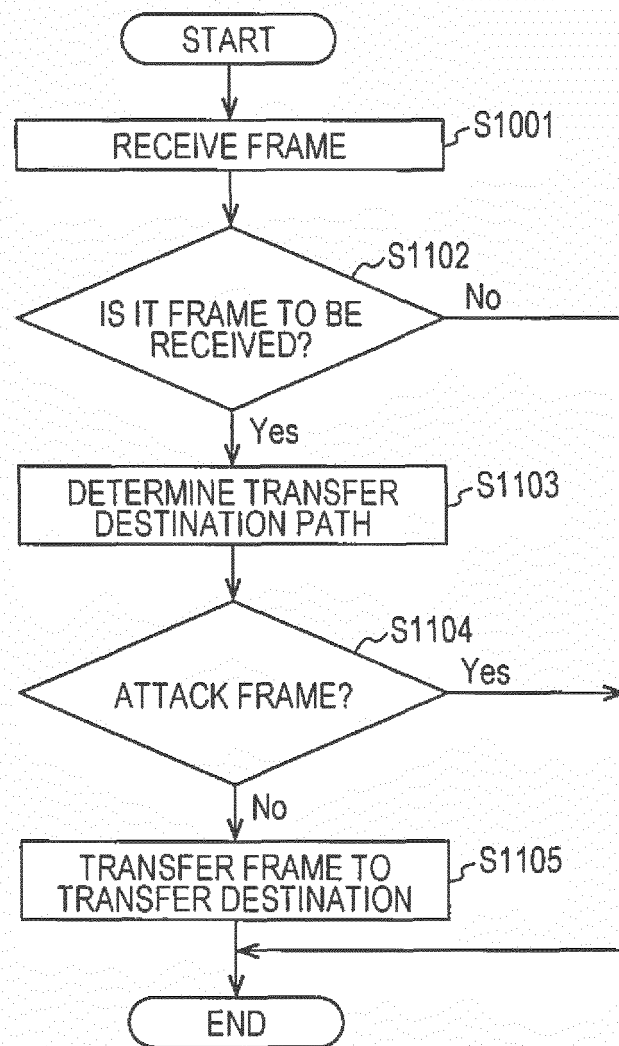 START
RECEIVE FRAME
S1001
S1102
IS IT FRAME TO BE
RECEIVED?
No
Yes
DETERMINE TRANSFER
DESTINATION PATH
S1103
S1104
ATTACK FRAME?
Yes
No
TRANSFER FRAME TO
TRANSFER DESTINATION
S1105
END